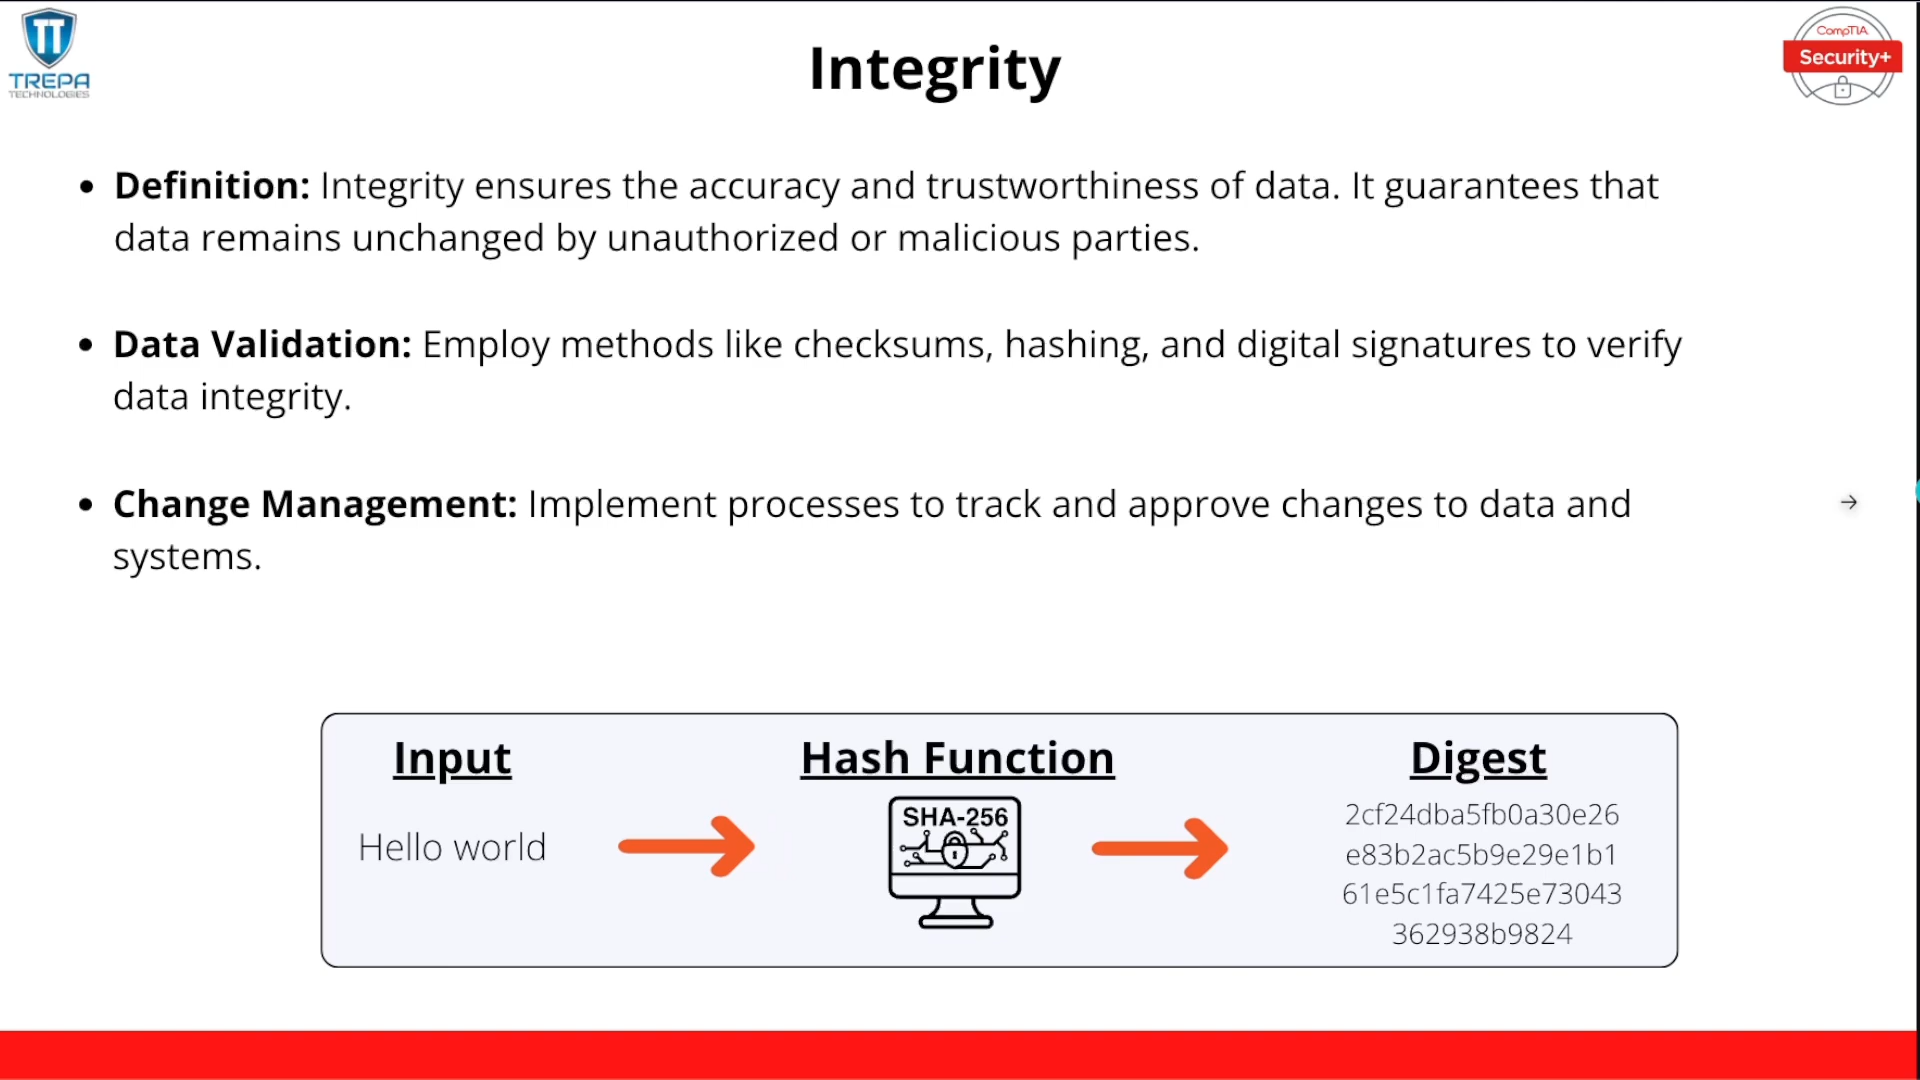 TT
TREPA
TECHNOLOGIES
Integrity
CompTIA
Security+
• Definition: Integrity ensures the accuracy and trustworthiness of data. It guarantees that
data remains unchanged by unauthorized or malicious parties.
• Data Validation: Employ methods like checksums, hashing, and digital signatures to verify
data integrity.
• Change Management: Implement processes to track and approve changes to data and
systems.
Input
Hello world
Hash Function
SHA-256
Digest
2cf24dba5fb0a30e26
e83b2ac5b9e29e1b1
61e5c1fa7425e73043
362938b9824